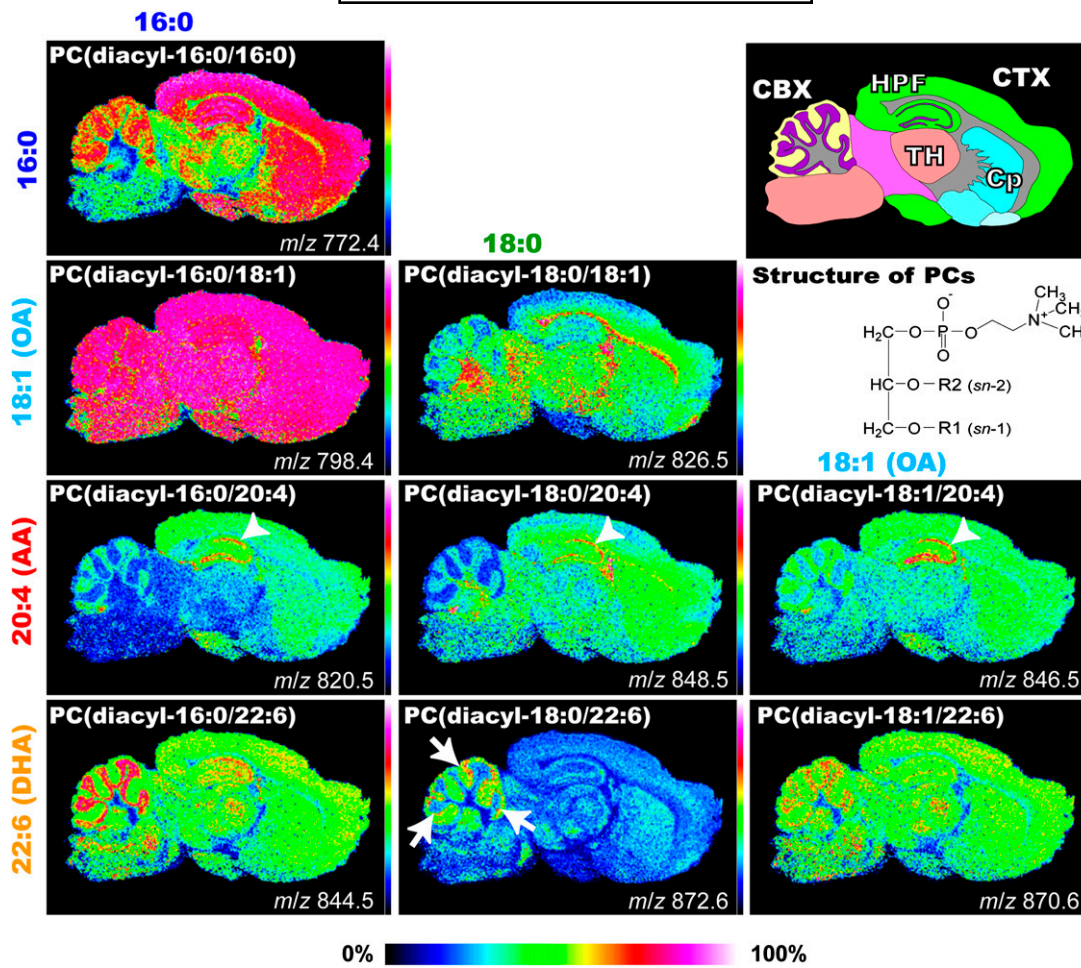 16:0
16:0
PC(diacyl-16:0/16:0)
m/z 772.4
CBX
HPF
CTX
TH
Cp
18:0
18:1 (OA)
PC(diacyl-16:0/18:1)
m/z 798.4
PC(diacyl-18:0/18:1)
m/z 826.5
Structure of PCs
O-
CH3
H2C-O-P-O
N+
CH3
O
CH
HC-O-R2 (sn-2)
H2C-O-R1 (sn-1)
18:1 (OA)
20:4 (AA)
PC(diacyl-16:0/20:4)
m/z 820.5
PC(diacyl-18:0/20:4)
m/z 848.5
PC(diacyl-18:1/20:4)
m/z 846.5
22:6 (DHA)
PC(diacyl-16:0/22:6)
m/z 844.5
PC(diacyl-18:0/22:6)
m/z 872.6
PC(diacyl-18:1/22:6)
m/z 870.6
0%
100%